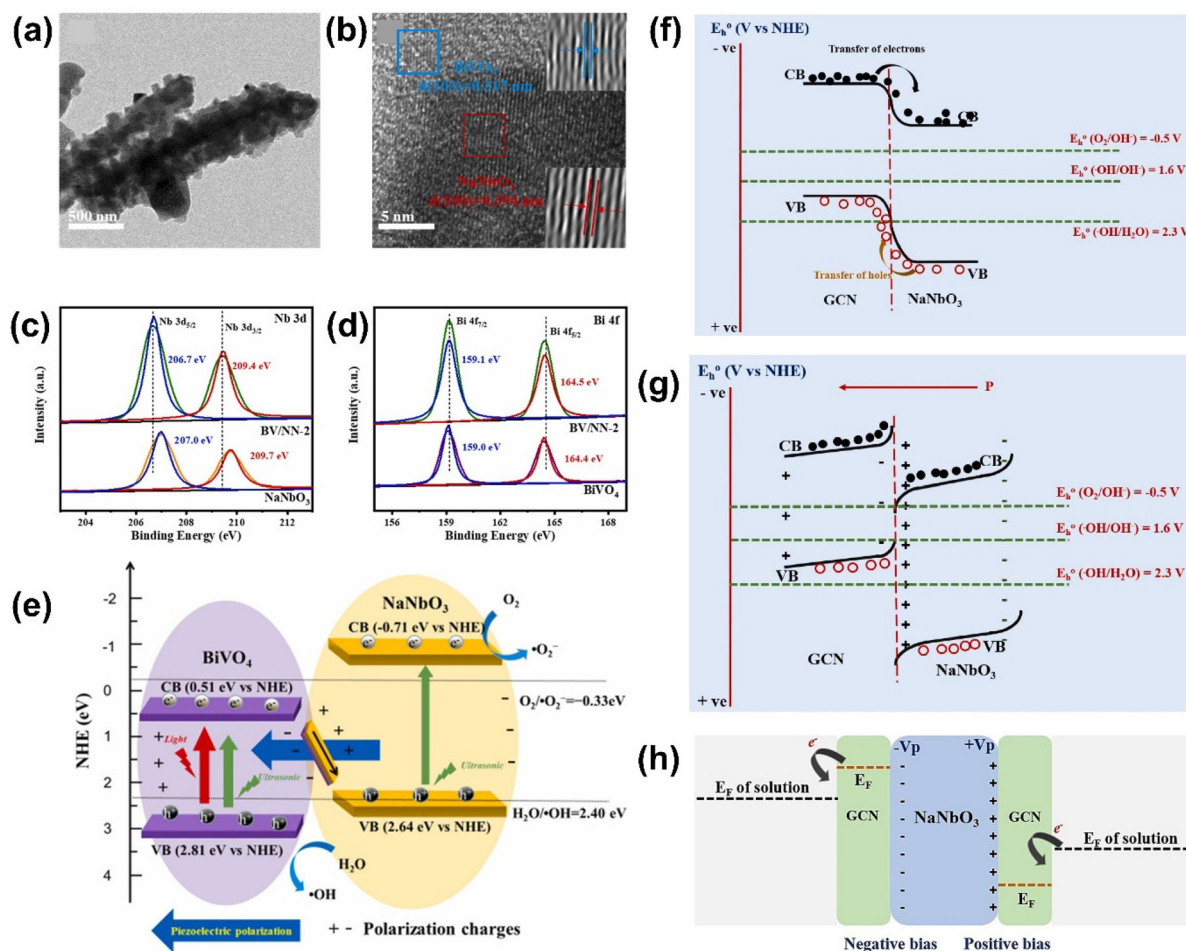 (a)
500 nm
(b)
BiVO4
d(103)=0.317 nm
NaNbO3
d(100)=0.394 nm
5 nm
(c)
Nb 3d
Nb 3d5/2
Nb 3d3/2
206.7 eV
209.4 eV
BV/NN-2
207.0 eV
209.7 eV
NaNbO3
Intensity (a.u.)
204 206 208 210 212
Binding Energy (eV)
(d)
Bi 4f
Bi 4f7/2
Bi 4f5/2
159.1 eV
164.5 eV
BV/NN-2
159.0 eV
164.4 eV
BiVO4
Intensity (a.u.)
156 159 162 165 168
Binding Energy (eV)
(e)
NHE (eV)
-2
-1
0
1
2
3
4
NaNbO3
CB (-0.71 eV vs NHE)
e- e- e-
O2
•O2−
BiVO4
CB (0.51 eV vs NHE)
e- e- e- e-
O2/•O2−=−0.33eV
Light
Ultrasonic
Ultrasonic
h+ h+ h+
VB (2.64 eV vs NHE)
H2O/•OH=2.40 eV
h+ h+ h+ h+
VB (2.81 eV vs NHE)
H2O
•OH
Piezoelectric polarization
+ - Polarization charges
(f)
Eho (V vs NHE)
- ve
CB
Transfer of electrons
CB
Eho (O2/OH-) = -0.5 V
Eho (·OH/OH-) = 1.6 V
VB
Eho (·OH/H2O) = 2.3 V
Transfer of holes
VB
GCN
NaNbO3
+ ve
(g)
Eho (V vs NHE)
- ve
P
CB
CB
Eho (O2/OH-) = -0.5 V
Eho (·OH/OH-) = 1.6 V
VB
Eho (·OH/H2O) = 2.3 V
VB
GCN
NaNbO3
+ ve
(h)
e-
-Vp
+Vp
EF
EF of solution
GCN
NaNbO3
GCN
e-
EF of solution
EF
Negative bias
Positive bias